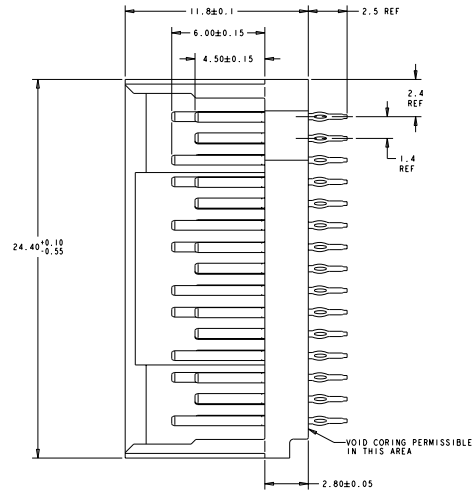 11.8±0.1
2.5 REF
6.00±0.15
4.50±0.15
2.4
REF
1.4
REF
24.40+0.10
-0.55
VOID CORING PERMISSIBLE
IN THIS AREA
2.80±0.05